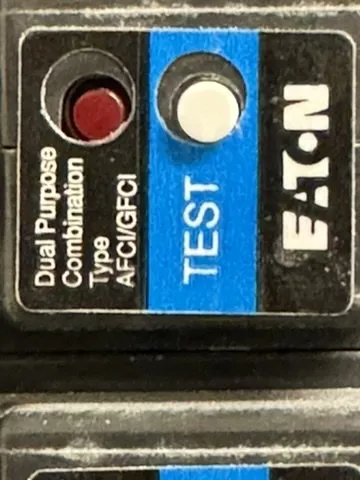 Dual Purpose
Combination
Type
AFCI/GFCI
TEST
EATON